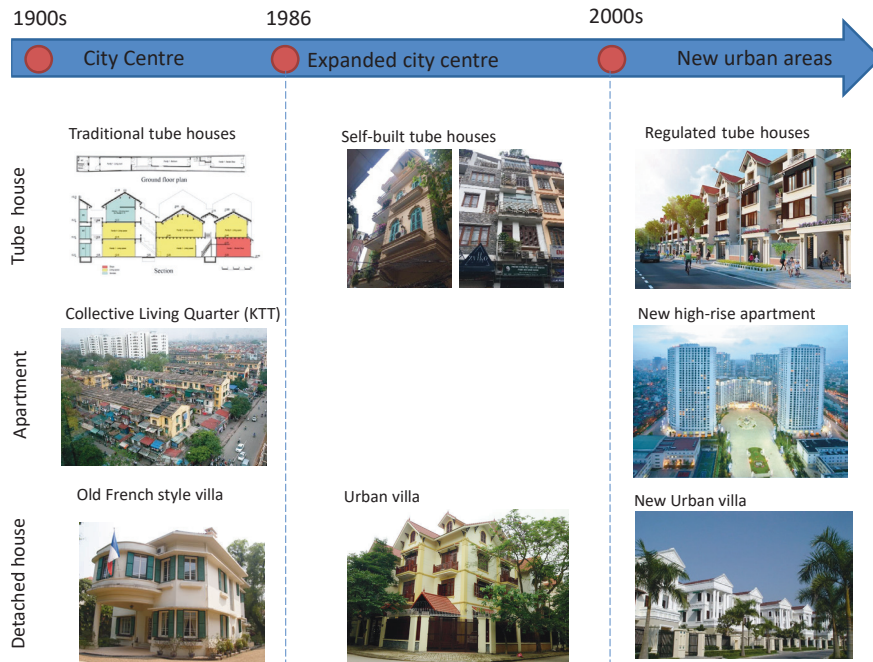 1900s
1986
2000s
City Centre
Expanded city centre
New urban areas
Tube house
Traditional tube houses
Ground floor plan
Section
Self-built tube houses
Regulated tube houses
Apartment
Collective Living Quarter (KTT)
New high-rise apartment
Detached house
Old French style villa
Urban villa
New Urban villa